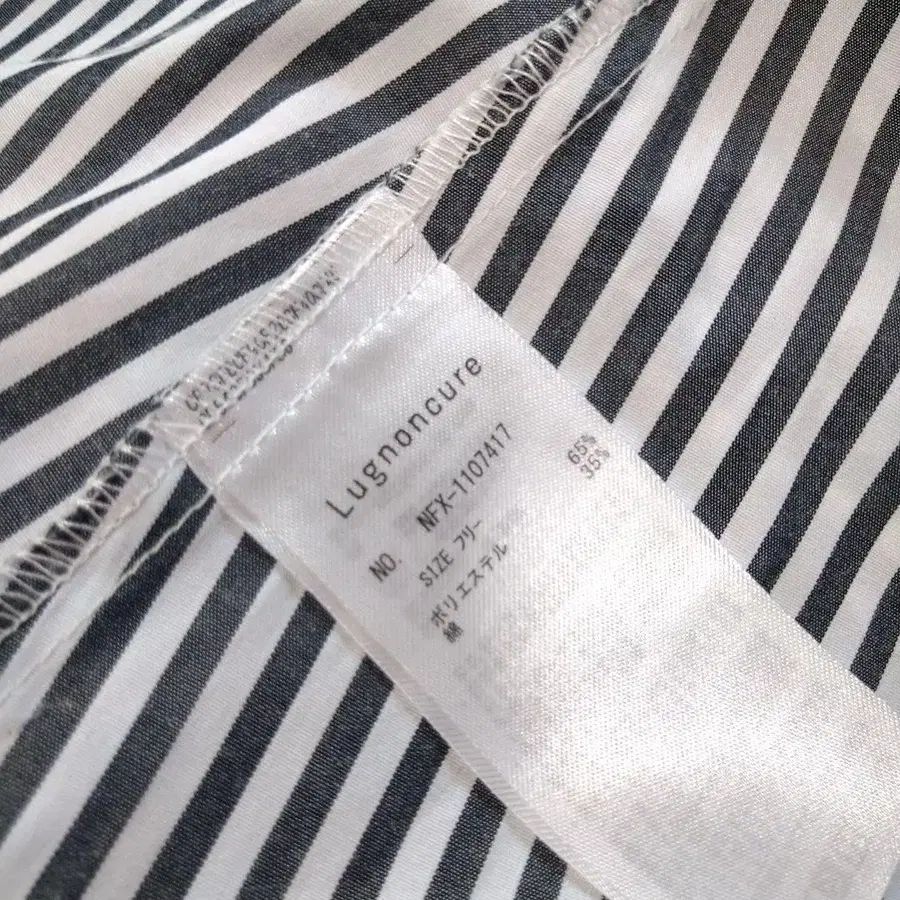 Lugnoncure
NO. NFX-1107417
SIZE フリー
ポリエステル 65%
綿 35%